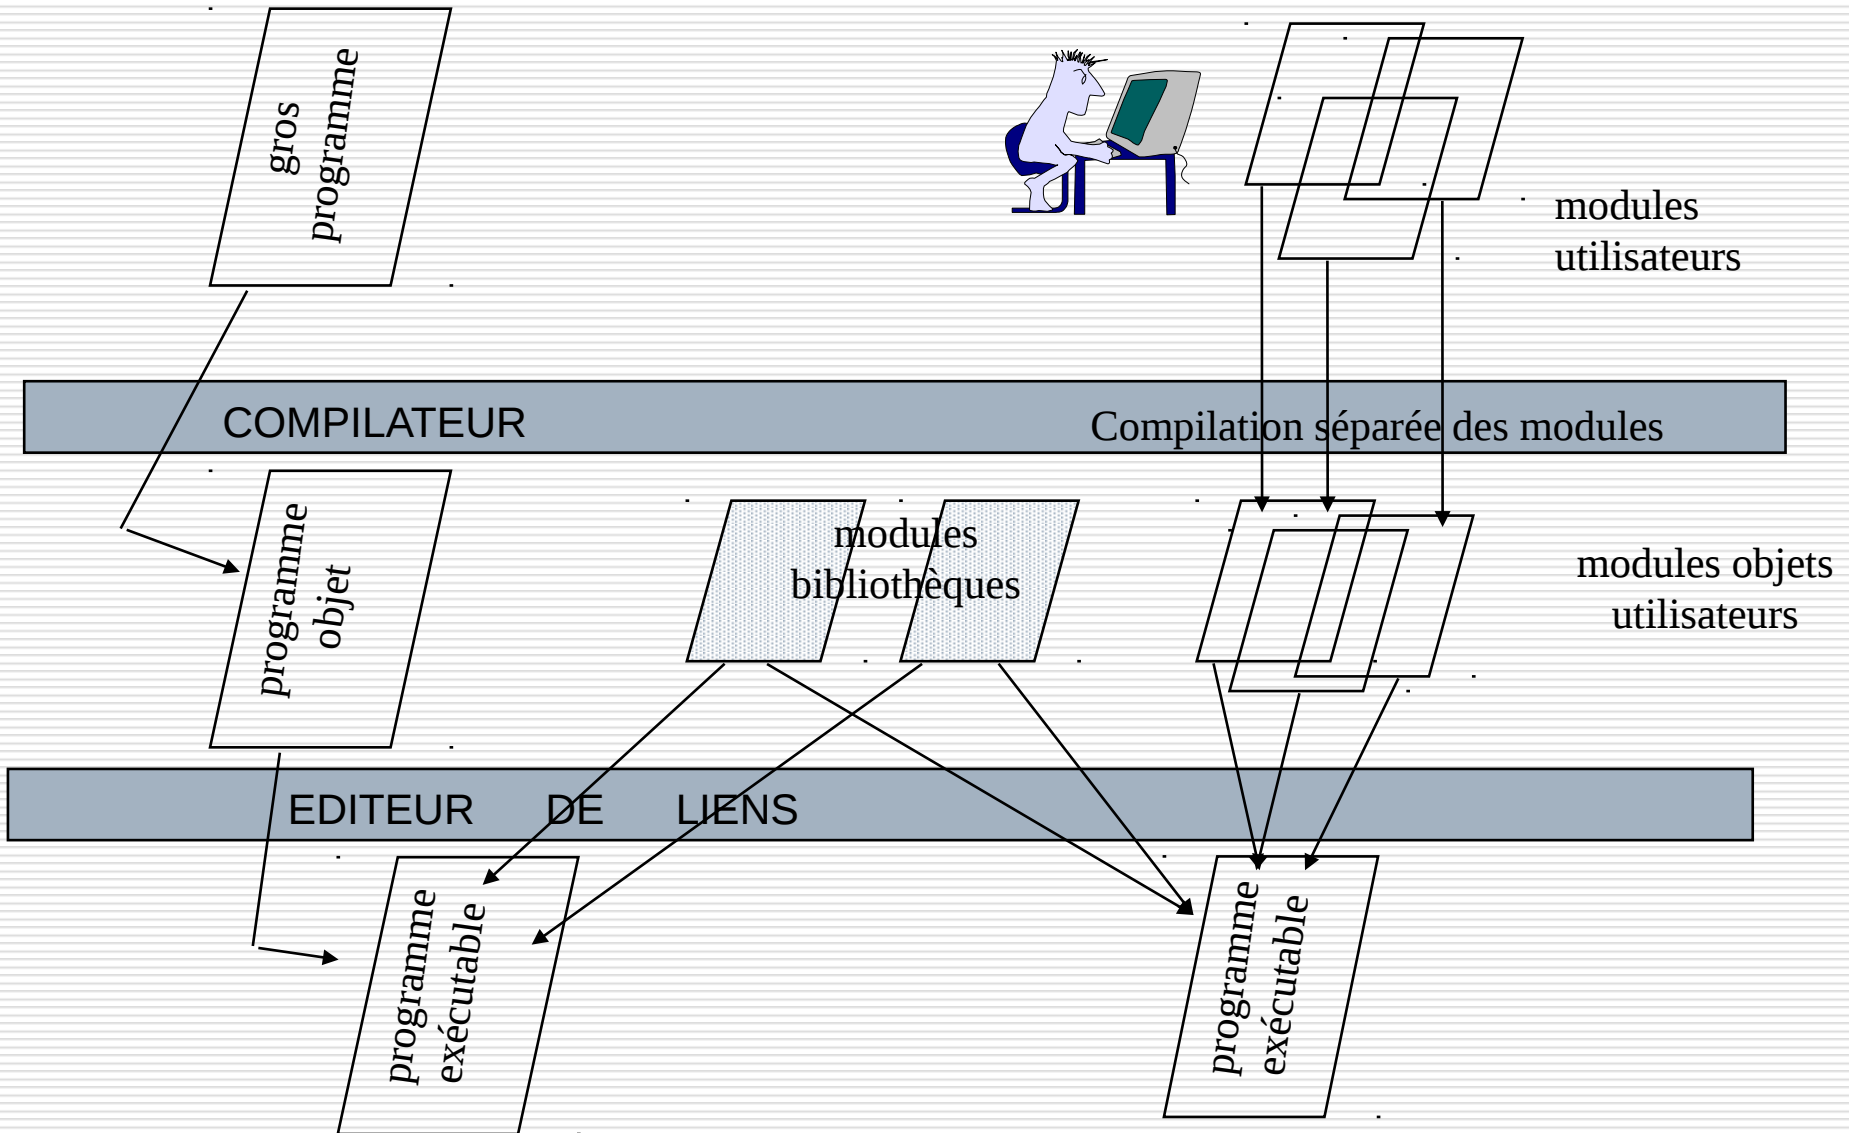 gros
programme
modules
utilisateurs
COMPILATEUR
Compilation séparée des modules
programme
objet
modules
bibliothèques
modules objets
utilisateurs
EDITEUR DE LIENS
programme
exécutable
programme
exécutable